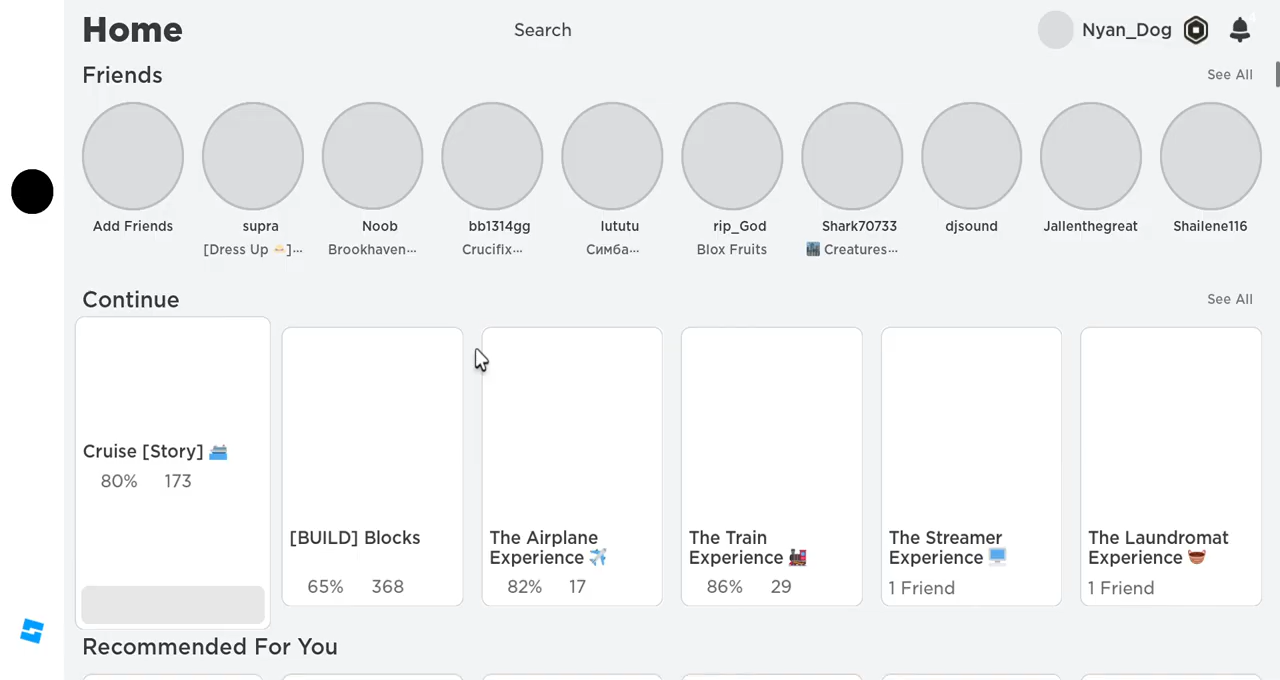 Home
Search
Nyan_Dog
Friends
See All
Add Friends
supra
Noob
bb1314gg
lututu
rip_God
Shark70733
djsound
Jallenthegreat
Shailene116
[Dress Up 👶🏻]...
Brookhaven...
Crucifix...
Симба...
Blox Fruits
🏙️ Creatures...
Continue
See All
Cruise [Story] 🛳️
80% 173
[BUILD] Blocks
65% 368
The Airplane
Experience ✈️
82% 17
The Train
Experience 🚂
86% 29
The Streamer
Experience 🖥️
1 Friend
The Laundromat
Experience 🧺
1 Friend
Recommended For You